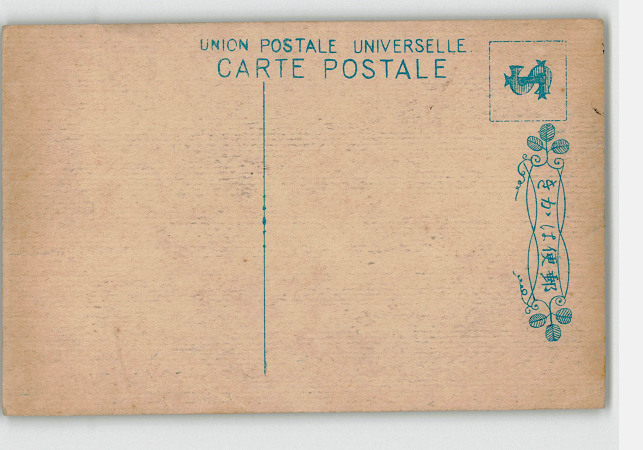 UNION POSTALE UNIVERSELLE.
CARTE POSTALE
郵便はかき